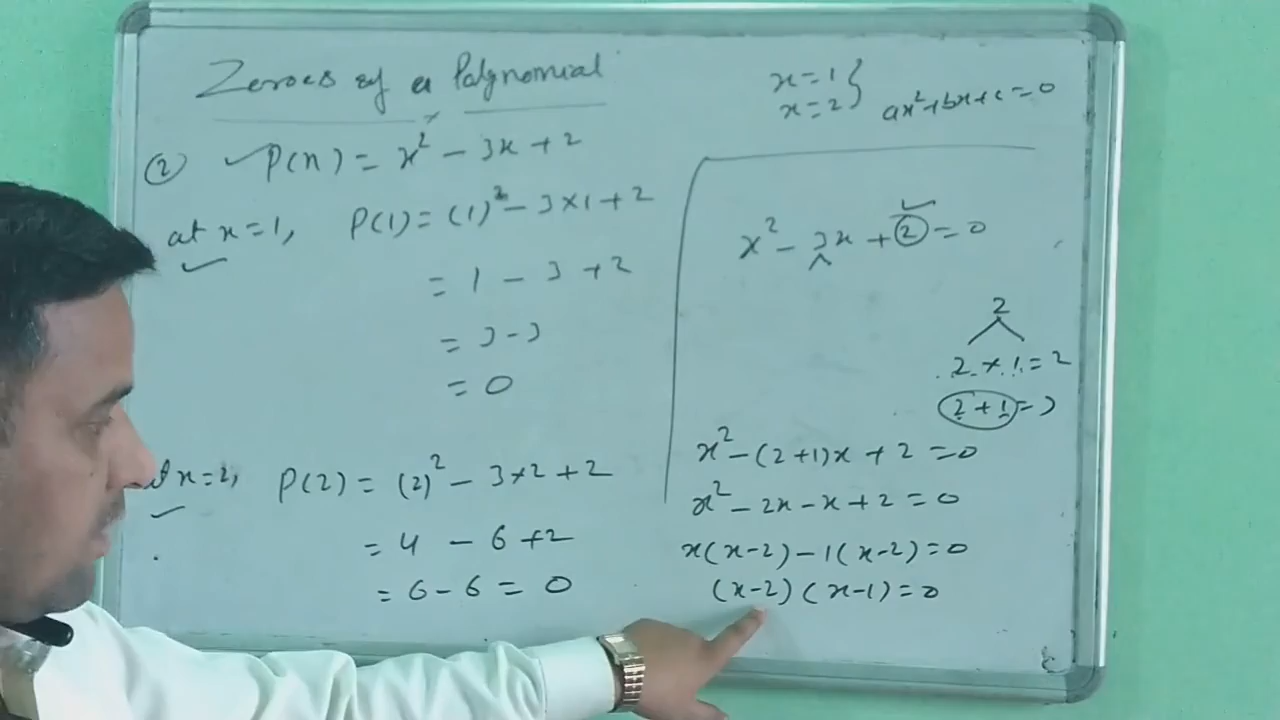 Zeroes of a Polynomial
② ✓ P(x) = x² - 3x + 2
at x = 1, P(1) = (1)² - 3 × 1 + 2
= 1 - 3 + 2
= 3 - 3
= 0
at x = 2, P(2) = (2)² - 3 × 2 + 2
= 4 - 6 + 2
= 6 - 6 = 0
x = 1
x = 2 } ax² + bx + c = 0
x² - 3x + 2 = 0
2
2 × 1 = 2
2 + 1 = 3
x² - (2+1)x + 2 = 0
x² - 2x - x + 2 = 0
x(x-2) - 1(x-2) = 0
(x-2)(x-1) = 0